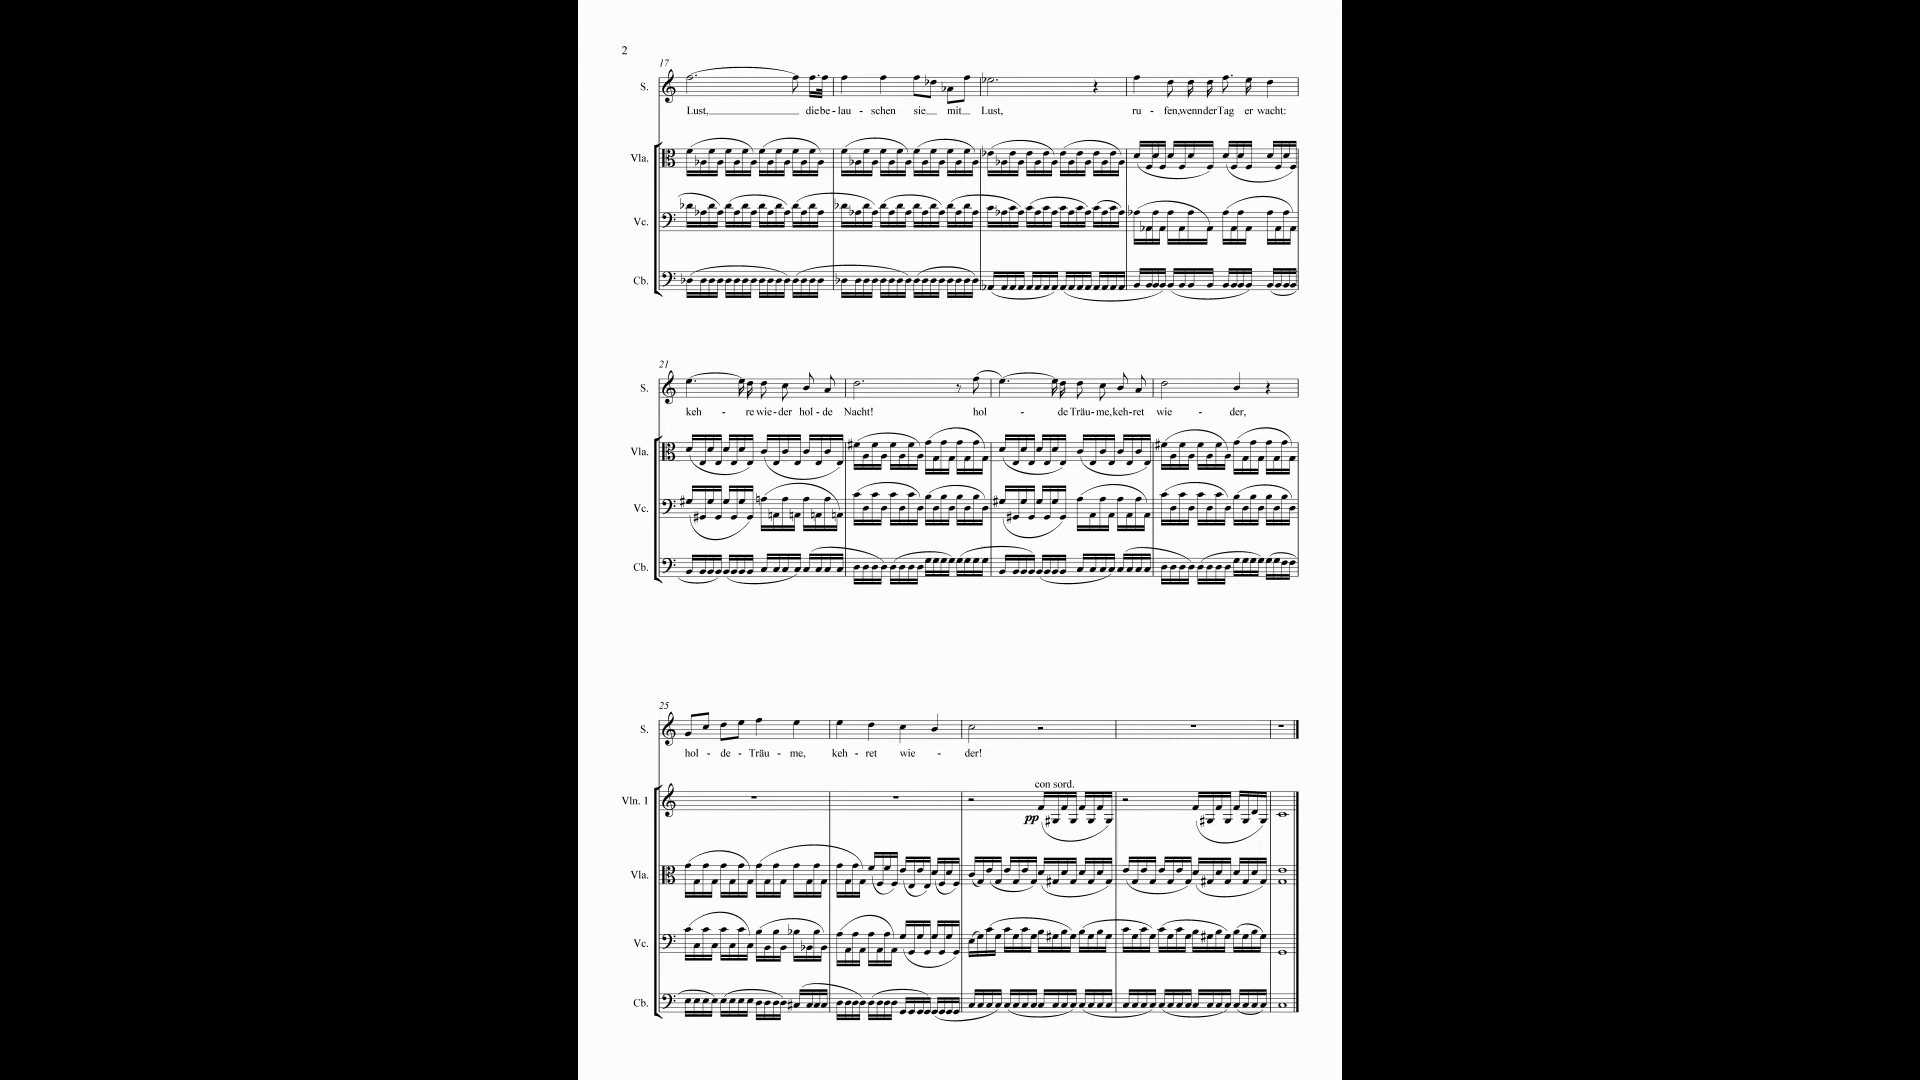 2
17
S.
Lust, die be - lau - schen sie mit Lust, ru - fen, wenn der Tag er wacht:
Vla.
Vc.
Cb.
21
S.
keh - re wie - der hol - de Nacht! hol - de Träu - me, keh - ret wie - der,
Vla.
Vc.
Cb.
25
S.
hol - de - Träu - me, keh - ret wie - der!
con sord.
Vln. 1
pp
Vla.
Vc.
Cb.